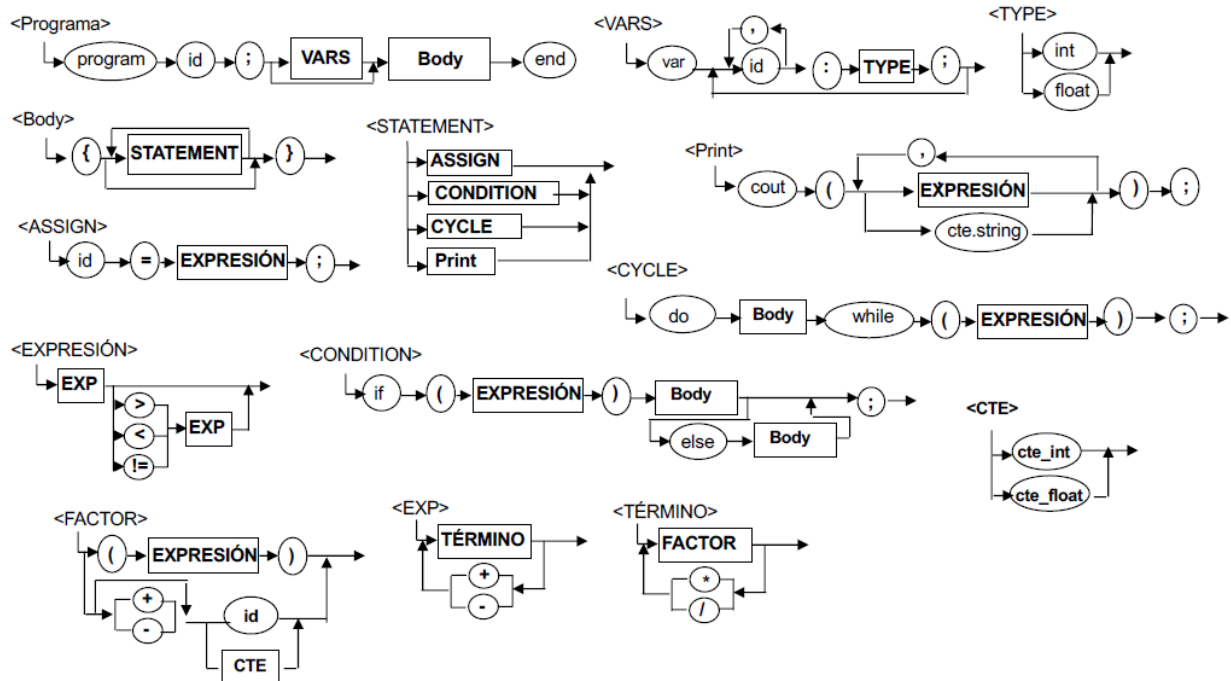 <Programa>
program id ; VARS Body end
<VARS>
var , id : TYPE ;
<TYPE>
int
float
<Body>
{ STATEMENT }
<STATEMENT>
ASSIGN
CONDITION
CYCLE
Print
<Print>
,
cout ( EXPRESIÓN ) ;
cte.string
<ASSIGN>
id = EXPRESIÓN ;
<CYCLE>
do Body while ( EXPRESIÓN ) ;
<EXPRESIÓN>
EXP
>
<
!=
EXP
<CONDITION>
if ( EXPRESIÓN ) Body ;
else Body
<CTE>
cte_int
cte_float
<FACTOR>
( EXPRESIÓN )
+
-
id
CTE
<EXP>
TÉRMINO
+
-
<TÉRMINO>
FACTOR
*
/